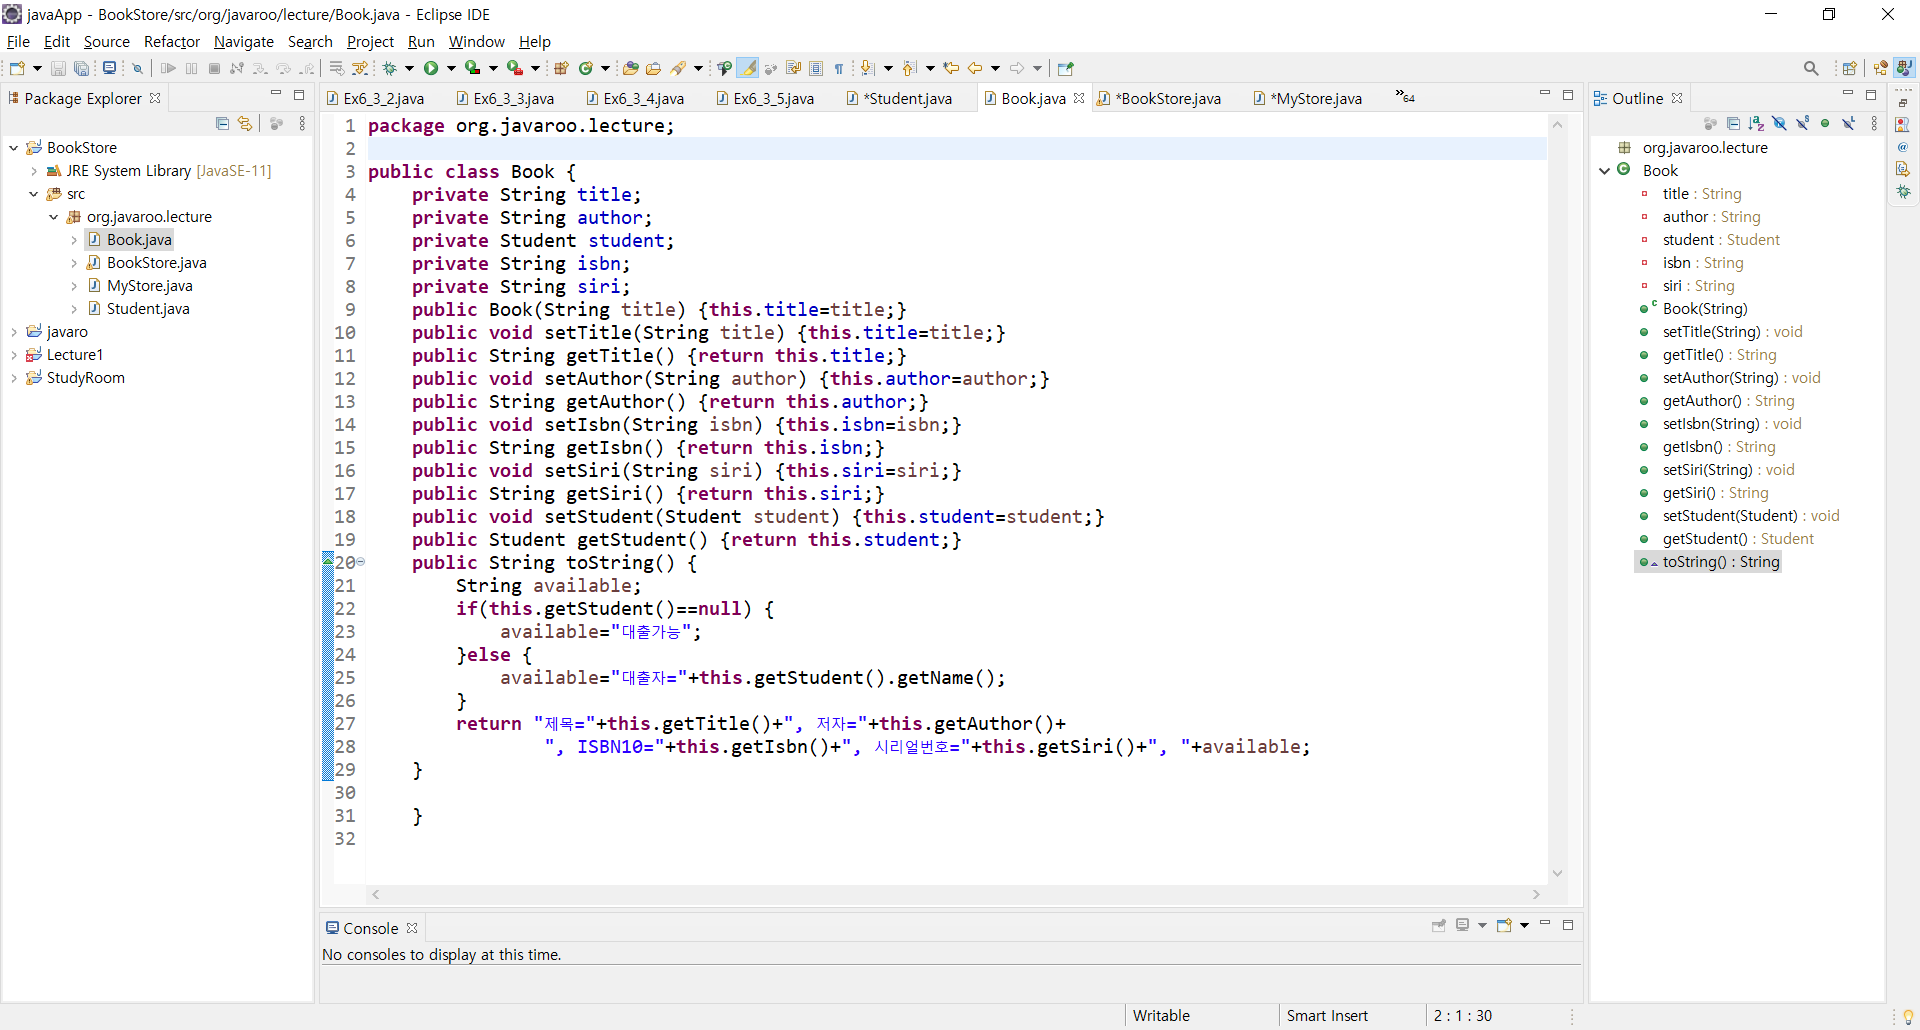 javaApp - BookStore/src/org/javaroo/lecture/Book.java - Eclipse IDE
File Edit Source Refactor Navigate Search Project Run Window Help
Package Explorer
BookStore
JRE System Library [JavaSE-11]
src
org.javaroo.lecture
Book.java
BookStore.java
MyStore.java
Student.java
javaro
Lecture1
StudyRoom
Ex6_3_2.java Ex6_3_3.java Ex6_3_4.java Ex6_3_5.java *Student.java Book.java *BookStore.java *MyStore.java »64
1 package org.javaroo.lecture;
2
3 public class Book {
4 private String title;
5 private String author;
6 private Student student;
7 private String isbn;
8 private String siri;
9 public Book(String title) {this.title=title;}
10 public void setTitle(String title) {this.title=title;}
11 public String getTitle() {return this.title;}
12 public void setAuthor(String author) {this.author=author;}
13 public String getAuthor() {return this.author;}
14 public void setIsbn(String isbn) {this.isbn=isbn;}
15 public String getIsbn() {return this.isbn;}
16 public void setSiri(String siri) {this.siri=siri;}
17 public String getSiri() {return this.siri;}
18 public void setStudent(Student student) {this.student=student;}
19 public Student getStudent() {return this.student;}
20 public String toString() {
21 String available;
22 if(this.getStudent()==null) {
23 available="대출가능";
24 }else {
25 available="대출자="+this.getStudent().getName();
26 }
27 return "제목="+this.getTitle()+", 저자="+this.getAuthor()+
28 ", ISBN10="+this.getIsbn()+", 시리얼번호="+this.getSiri()+", "+available;
29 }
30
31 }
32
Console
No consoles to display at this time.
Outline
org.javaroo.lecture
Book
title : String
author : String
student : Student
isbn : String
siri : String
Book(String)
setTitle(String) : void
getTitle() : String
setAuthor(String) : void
getAuthor() : String
setIsbn(String) : void
getIsbn() : String
setSiri(String) : void
getSiri() : String
setStudent(Student) : void
getStudent() : Student
toString() : String
Writable Smart Insert 2 : 1 : 30